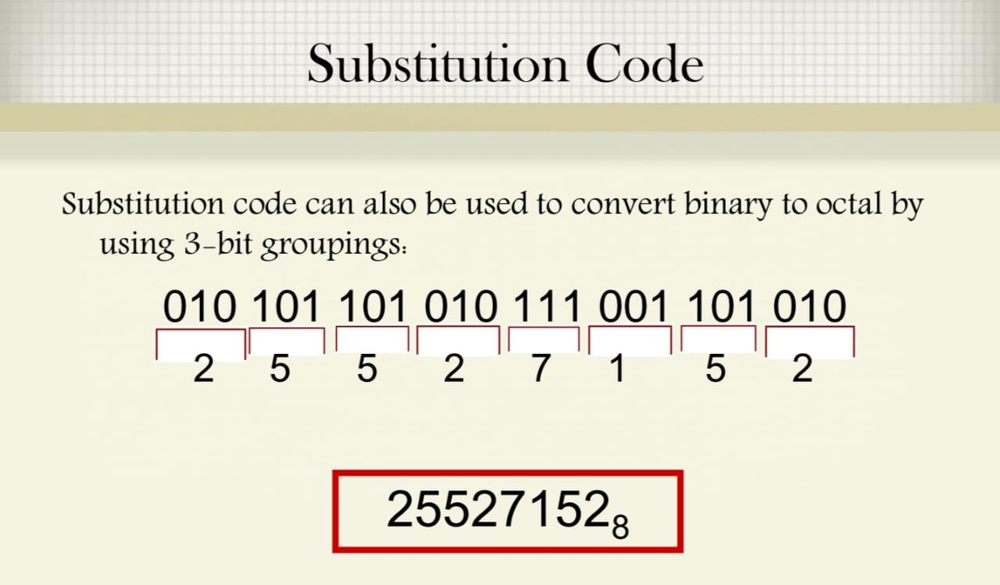 Substitution Code
Substitution code can also be used to convert binary to octal by
using 3-bit groupings:
010 101 101 010 111 001 101 010
2 5 5 2 7 1 5 2
25527152₈